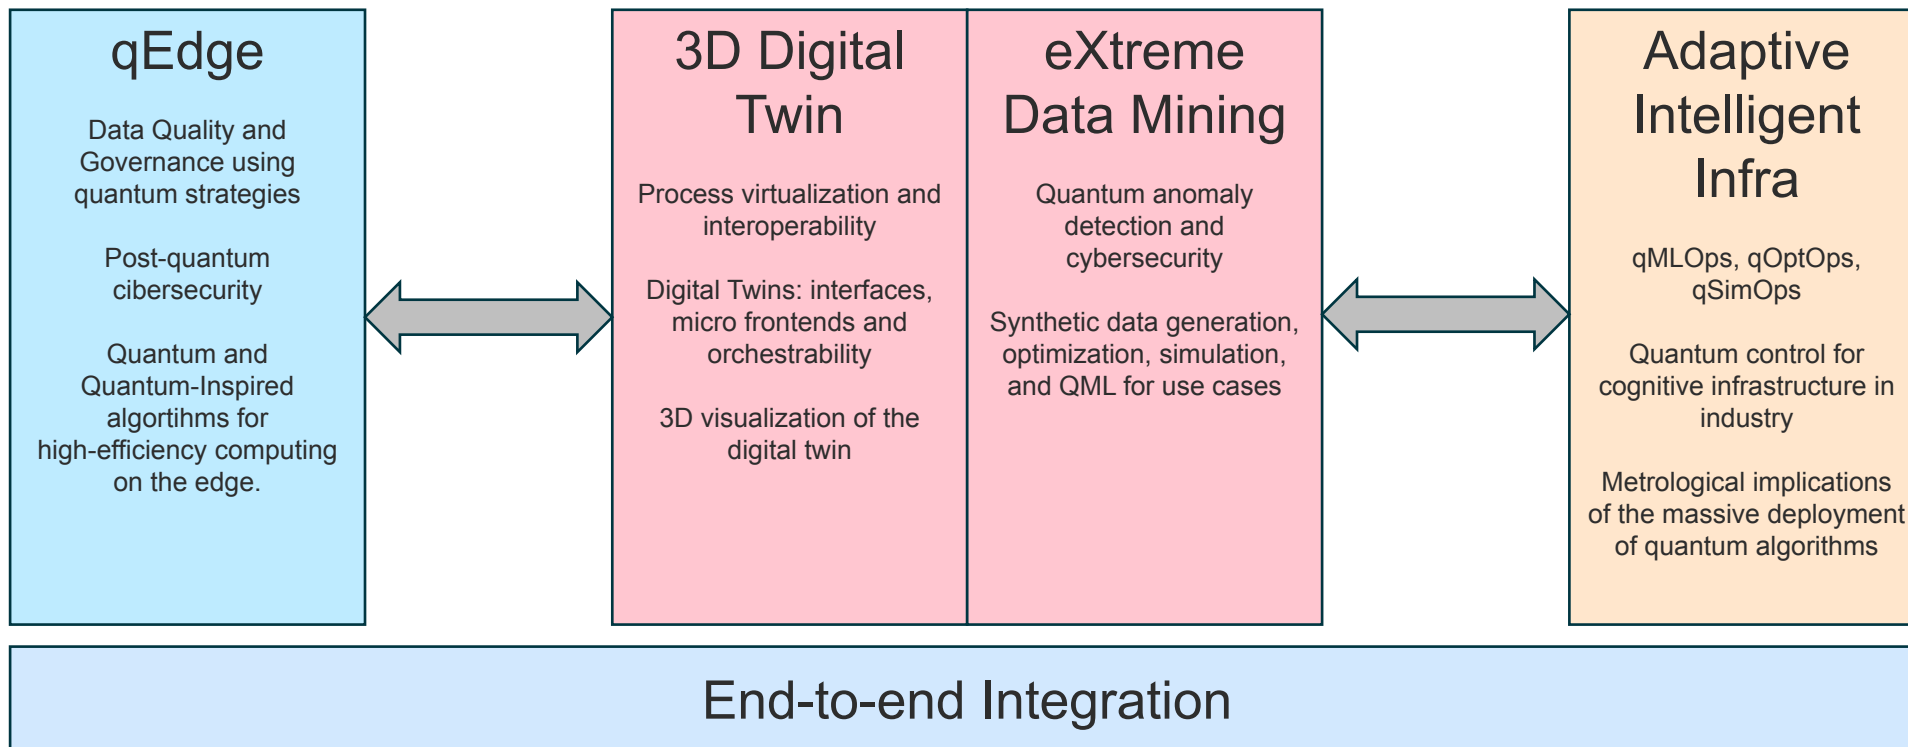 qEdge
Data Quality and
Governance using
quantum strategies
Post-quantum
cibersecurity
Quantum and
Quantum-Inspired
algortihms for
high-efficiency computing
on the edge.
3D Digital
Twin
Process virtualization and
interoperability
Digital Twins: interfaces,
micro frontends and
orchestrability
3D visualization of the
digital twin
eXtreme
Data Mining
Quantum anomaly
detection and
cybersecurity
Synthetic data generation,
optimization, simulation,
and QML for use cases
Adaptive
Intelligent
Infra
qMLOps, qOptOps,
qSimOps
Quantum control for
cognitive infrastructure in
industry
Metrological implications
of the massive deployment
of quantum algorithms
End-to-end Integration